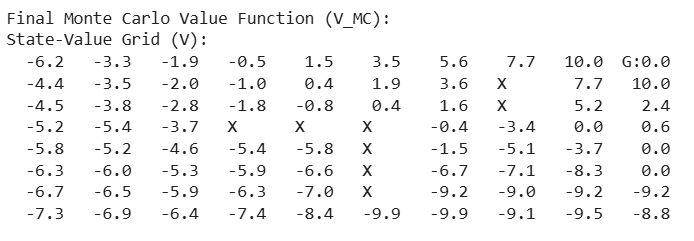 Final Monte Carlo Value Function (V_MC):
State-Value Grid (V):
-6.2 -3.3 -1.9 -0.5 1.5 3.5 5.6 7.7 10.0 G:0.0
-4.4 -3.5 -2.0 -1.0 0.4 1.9 3.6 X 7.7 10.0
-4.5 -3.8 -2.8 -1.8 -0.8 0.4 1.6 X 5.2 2.4
-5.2 -5.4 -3.7 X X X -0.4 -3.4 0.0 0.6
-5.8 -5.2 -4.6 -5.4 -5.8 X -1.5 -5.1 -3.7 0.0
-6.3 -6.0 -5.3 -5.9 -6.6 X -6.7 -7.1 -8.3 0.0
-6.7 -6.5 -5.9 -6.3 -7.0 X -9.2 -9.0 -9.2 -9.2
-7.3 -6.9 -6.4 -7.4 -8.4 -9.9 -9.9 -9.1 -9.5 -8.8